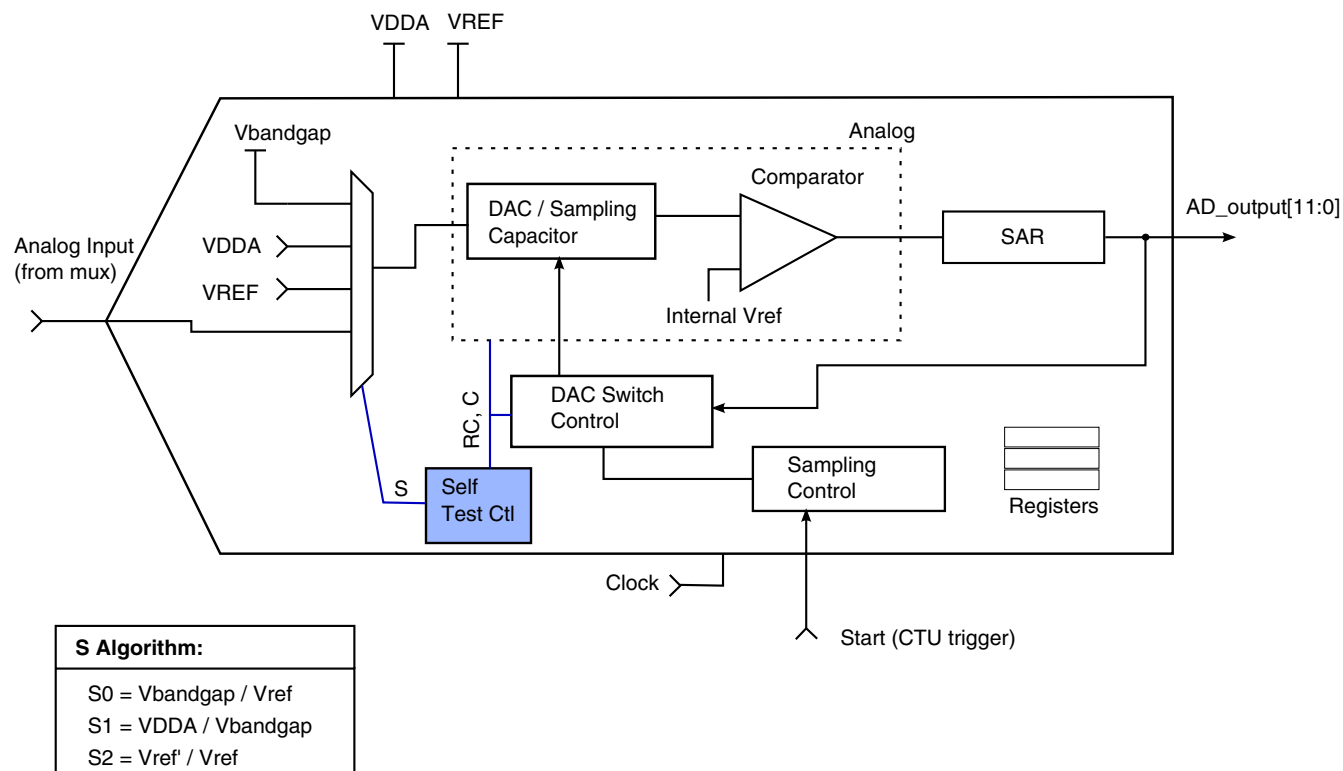 VDDA VREF
Vbandgap
Analog
Comparator
DAC / Sampling
Capacitor
AD_output[11:0]
SAR
Analog Input
(from mux)
VDDA
VREF
Internal Vref
RC, C
DAC Switch
Control
S
Self
Test Ctl
Sampling
Control
Registers
Clock
Start (CTU trigger)
S Algorithm:
S0 = Vbandgap / Vref
S1 = VDDA / Vbandgap
S2 = Vref' / Vref